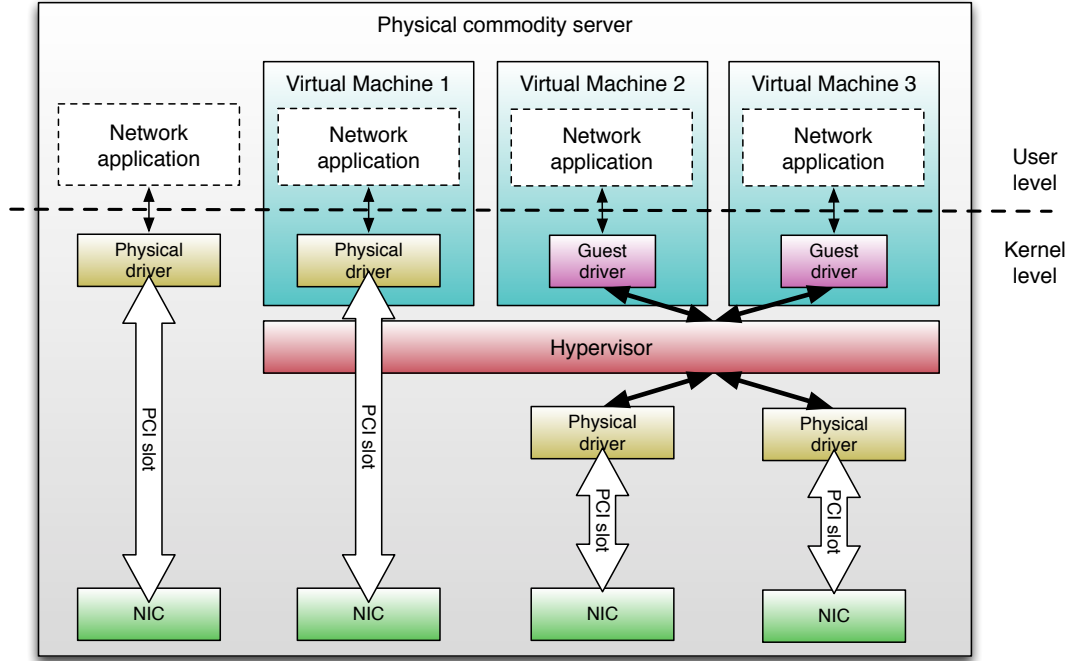 Physical commodity server
Virtual Machine 1
Virtual Machine 2
Virtual Machine 3
Network
application
Network
application
Network
application
Network
application
User
level
Kernel
level
Physical
driver
Physical
driver
Guest
driver
Guest
driver
Hypervisor
Physical
driver
Physical
driver
PCI slot
PCI slot
PCI slot
PCI slot
NIC
NIC
NIC
NIC